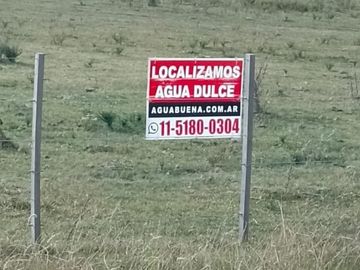 LOCALIZAMOS
AGUA DULCE
AGUABUENA.COM.AR
11-5180-0304